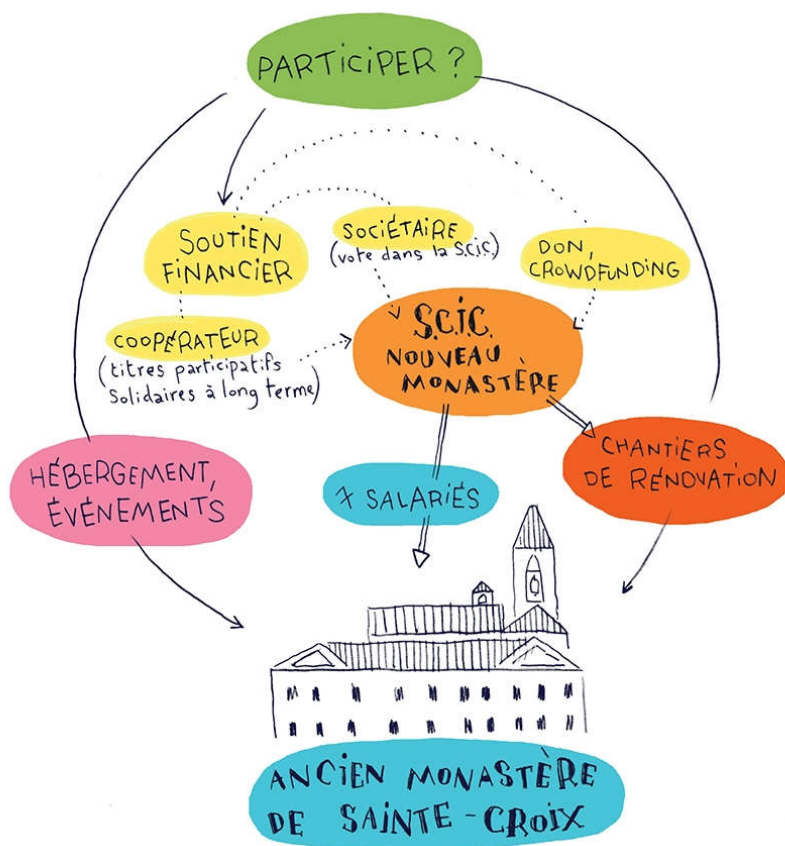 PARTICIPER ?
SOUTIEN
FINANCIER
SOCIÉTAIRE
(vote dans la S.C.i.C.)
DON,
CROWDFUNDING
COOPÉRATEUR
(titres participatifs
Solidaires à long terme)
S.C.i.C.
NOUVEAU
MONASTÈRE
HÉBERGEMENT,
ÉVÉNEMENTS
7 SALARIÉS
CHANTIERS
DE RÉNOVATION
ANCIEN MONASTÈRE
DE SAINTE-CROIX